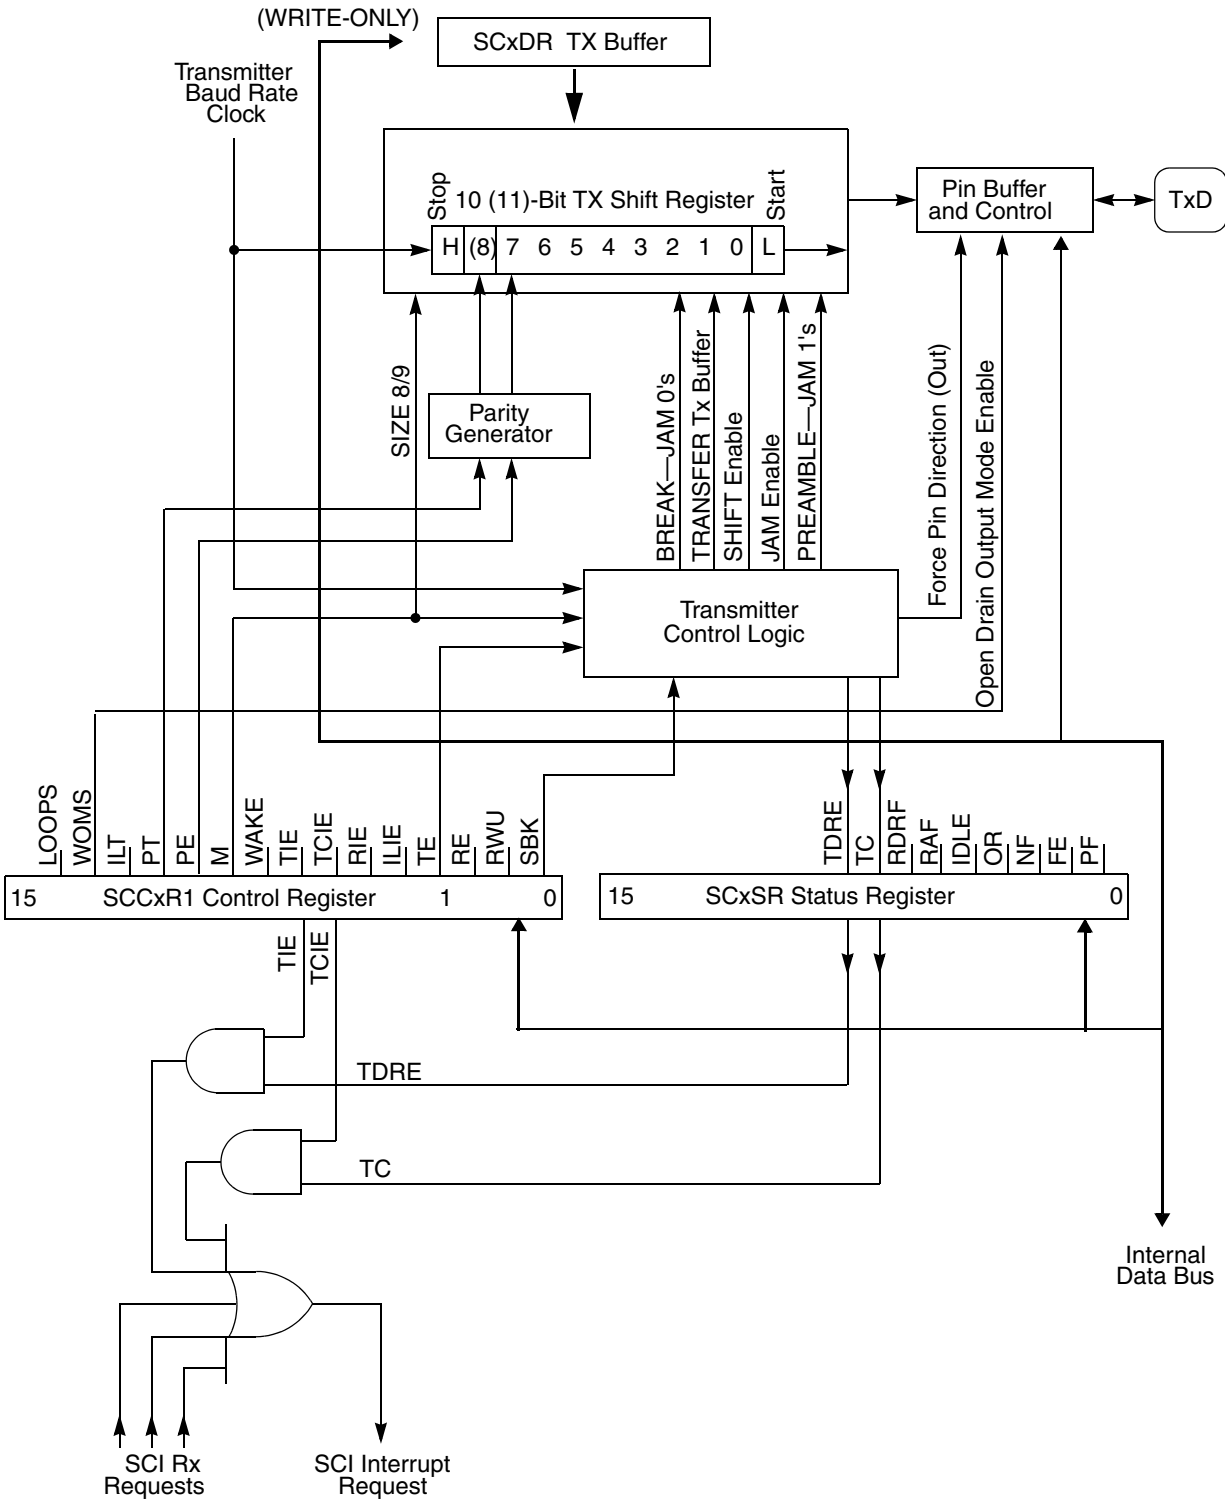 (WRITE-ONLY)
SCxDR TX Buffer
Transmitter
Baud Rate
Clock
Stop
10 (11)-Bit TX Shift Register
Start
H (8) 7 6 5 4 3 2 1 0 L
Pin Buffer
and Control
TxD
SIZE 8/9
Parity
Generator
BREAK—JAM 0's
TRANSFER Tx Buffer
SHIFT Enable
JAM Enable
PREAMBLE—JAM 1's
Force Pin Direction (Out)
Open Drain Output Mode Enable
Transmitter
Control Logic
LOOPS
WOMS
ILT
PT
PE
M
WAKE
TIE
TCIE
RIE
ILIE
TE
RE
RWU
SBK
TDRE
TC
RDRF
RAF
IDLE
OR
NF
FE
PF
15 SCCxR1 Control Register 1 0
15 SCxSR Status Register 0
TIE
TCIE
TDRE
TC
Internal
Data Bus
SCI Rx
Requests
SCI Interrupt
Request